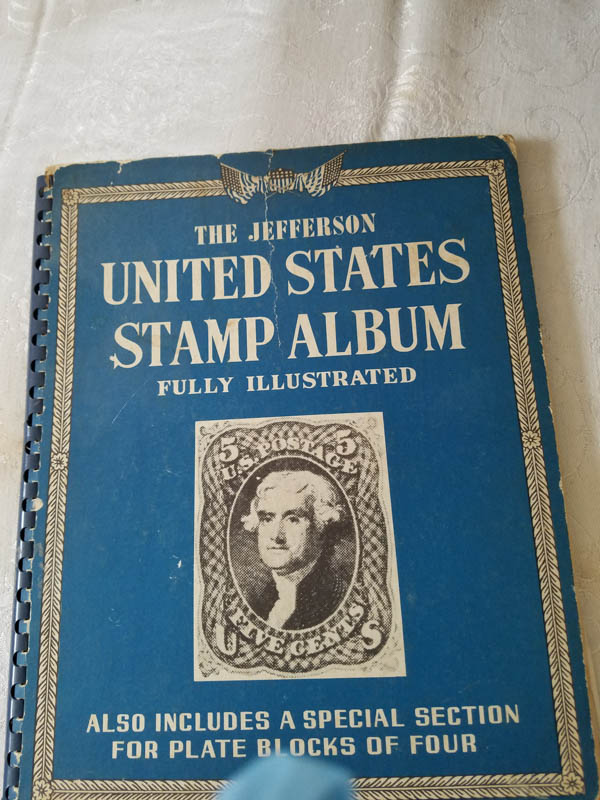 THE JEFFERSON
UNITED STATES
STAMP ALBUM
FULLY ILLUSTRATED
5 5
U.S. POSTAGE
U S
FIVE CENTS
ALSO INCLUDES A SPECIAL SECTION
FOR PLATE BLOCKS OF FOUR